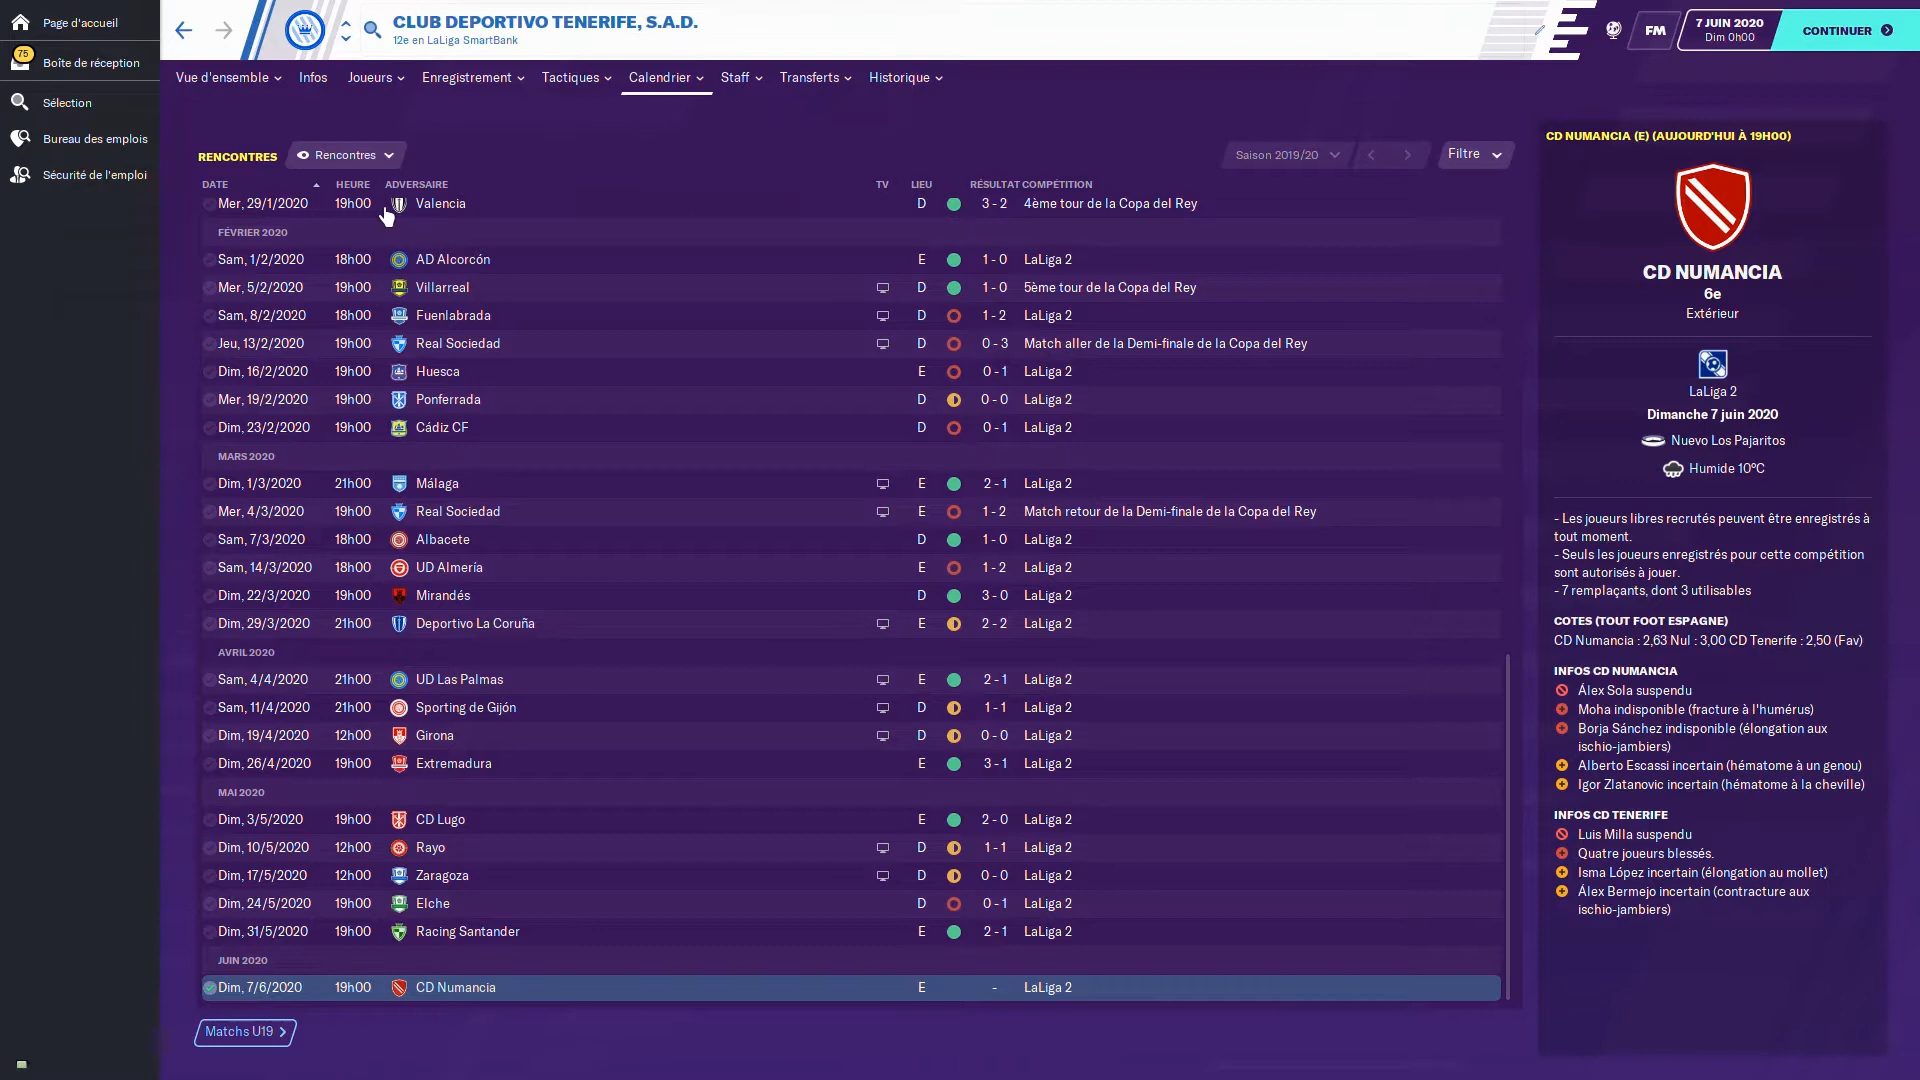 Page d'accueil
75
Boîte de réception
Sélection
Bureau des emplois
Sécurité de l'emploi
CLUB DEPORTIVO TENERIFE, S.A.D.
12e en LaLiga SmartBank
FM
7 JUIN 2020
Dim 0h00
CONTINUER
Vue d'ensemble Infos Joueurs Enregistrement Tactiques Calendrier Staff Transferts Historique
RENCONTRES Rencontres Saison 2019/20 Filtre
DATE HEURE ADVERSAIRE TV LIEU RÉSULTAT COMPÉTITION
Mer, 29/1/2020 19h00 Valencia D 3 - 2 4ème tour de la Copa del Rey
FÉVRIER 2020
Sam, 1/2/2020 18h00 AD Alcorcón E 1 - 0 LaLiga 2
Mer, 5/2/2020 19h00 Villarreal D 1 - 0 5ème tour de la Copa del Rey
Sam, 8/2/2020 18h00 Fuenlabrada D 1 - 2 LaLiga 2
Jeu, 13/2/2020 19h00 Real Sociedad D 0 - 3 Match aller de la Demi-finale de la Copa del Rey
Dim, 16/2/2020 19h00 Huesca E 0 - 1 LaLiga 2
Mer, 19/2/2020 19h00 Ponferrada D 0 - 0 LaLiga 2
Dim, 23/2/2020 19h00 Cádiz CF D 0 - 1 LaLiga 2
MARS 2020
Dim, 1/3/2020 21h00 Málaga E 2 - 1 LaLiga 2
Mer, 4/3/2020 19h00 Real Sociedad E 1 - 2 Match retour de la Demi-finale de la Copa del Rey
Sam, 7/3/2020 18h00 Albacete D 1 - 0 LaLiga 2
Sam, 14/3/2020 18h00 UD Almería E 1 - 2 LaLiga 2
Dim, 22/3/2020 19h00 Mirandés D 3 - 0 LaLiga 2
Dim, 29/3/2020 21h00 Deportivo La Coruña E 2 - 2 LaLiga 2
AVRIL 2020
Sam, 4/4/2020 21h00 UD Las Palmas E 2 - 1 LaLiga 2
Sam, 11/4/2020 21h00 Sporting de Gijón D 1 - 1 LaLiga 2
Dim, 19/4/2020 12h00 Girona D 0 - 0 LaLiga 2
Dim, 26/4/2020 19h00 Extremadura E 3 - 1 LaLiga 2
MAI 2020
Dim, 3/5/2020 19h00 CD Lugo E 2 - 0 LaLiga 2
Dim, 10/5/2020 12h00 Rayo D 1 - 1 LaLiga 2
Dim, 17/5/2020 12h00 Zaragoza D 0 - 0 LaLiga 2
Dim, 24/5/2020 19h00 Elche D 0 - 1 LaLiga 2
Dim, 31/5/2020 19h00 Racing Santander E 2 - 1 LaLiga 2
JUIN 2020
Dim, 7/6/2020 19h00 CD Numancia E - LaLiga 2
Matchs U19
CD NUMANCIA (E) (AUJOURD'HUI À 19H00)
CD NUMANCIA
6e
Extérieur
LaLiga 2
Dimanche 7 juin 2020
Nuevo Los Pajaritos
Humide 10°C
- Les joueurs libres recrutés peuvent être enregistrés à
tout moment.
- Seuls les joueurs enregistrés pour cette compétition
sont autorisés à jouer.
- 7 remplaçants, dont 3 utilisables
COTES (TOUT FOOT ESPAGNE)
CD Numancia : 2,63 Nul : 3,00 CD Tenerife : 2,50 (Fav)
INFOS CD NUMANCIA
Álex Sola suspendu
Moha indisponible (fracture à l'humérus)
Borja Sánchez indisponible (élongation aux
ischio-jambiers)
Alberto Escassi incertain (hématome à un genou)
Igor Zlatanovic incertain (hématome à la cheville)
INFOS CD TENERIFE
Luis Milla suspendu
Quatre joueurs blessés.
Isma López incertain (élongation au mollet)
Álex Bermejo incertain (contracture aux
ischio-jambiers)